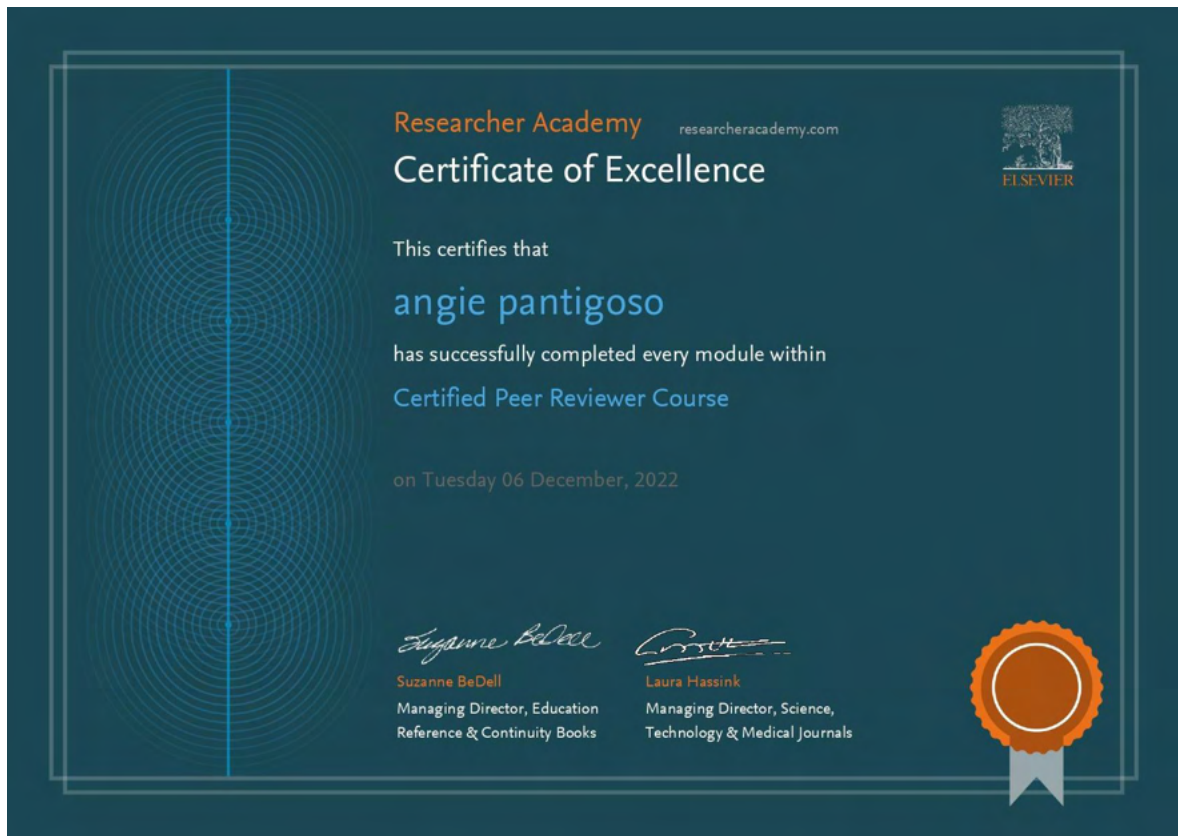 Researcher Academy researcheracademy.com
Certificate of Excellence
ELSEVIER
This certifies that
angie pantigoso
has successfully completed every module within
Certified Peer Reviewer Course
on Tuesday 06 December, 2022
Suzanne BeDell
Suzanne BeDell
Managing Director, Education
Reference & Continuity Books
Laura Hassink
Managing Director, Science,
Technology & Medical Journals